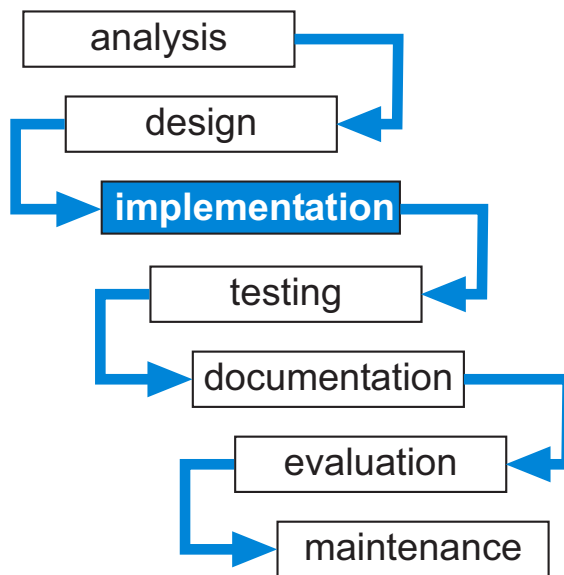 analysis
design
implementation
testing
documentation
evaluation
maintenance